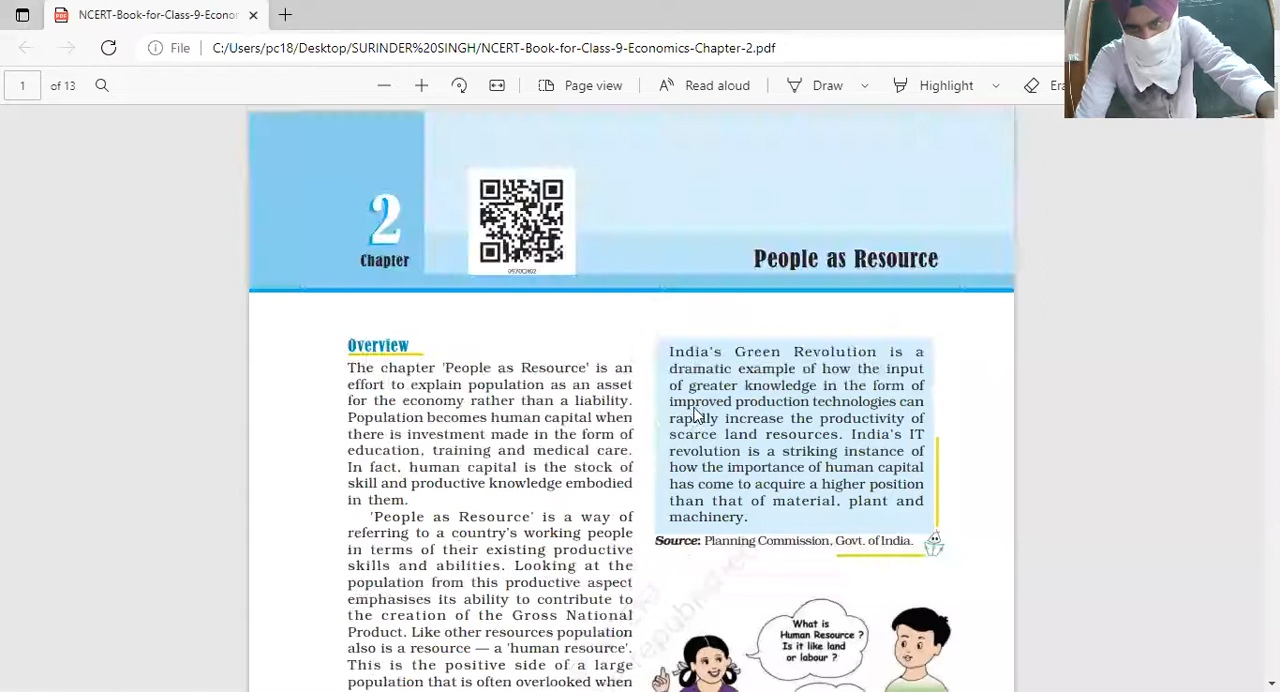 NCERT-Book-for-Class-9-Econo
File
C:/Users/pc18/Desktop/SURINDER%20SINGH/NCERT-Book-for-Class-9-Economics-Chapter-2.pdf
1 of 13
Page view
Read aloud
Draw
Highlight
Era
2
Chapter
People as Resource
Overview
The chapter 'People as Resource' is an
effort to explain population as an asset
for the economy rather than a liability.
Population becomes human capital when
there is investment made in the form of
education, training and medical care.
In fact, human capital is the stock of
skill and productive knowledge embodied
in them.
'People as Resource' is a way of
referring to a country's working people
in terms of their existing productive
skills and abilities. Looking at the
population from this productive aspect
emphasises its ability to contribute to
the creation of the Gross National
Product. Like other resources population
also is a resource — a 'human resource'.
This is the positive side of a large
population that is often overlooked when
India's Green Revolution is a
dramatic example of how the input
of greater knowledge in the form of
improved production technologies can
rapidly increase the productivity of
scarce land resources. India's IT
revolution is a striking instance of
how the importance of human capital
has come to acquire a higher position
than that of material, plant and
machinery.
Source: Planning Commission, Govt. of India.
What is
Human Resource ?
Is it like land
or labour ?